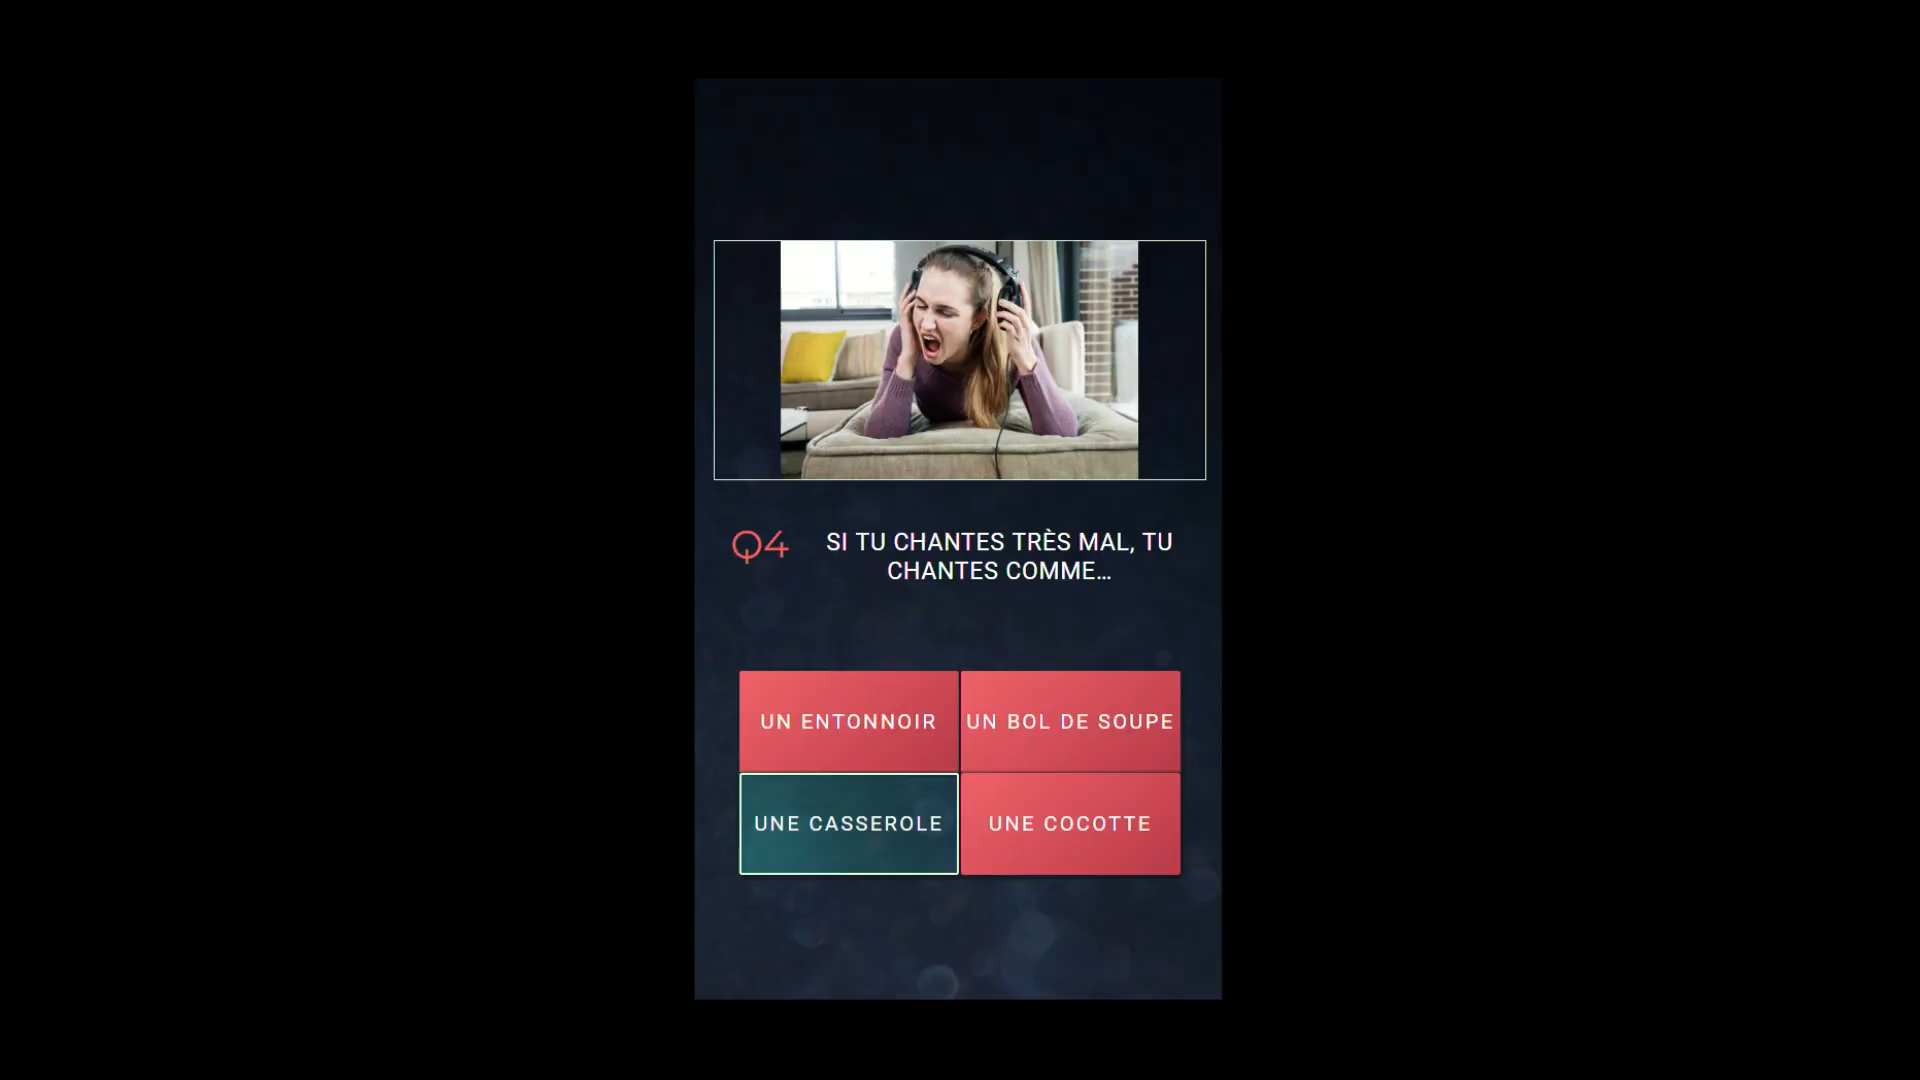 Q4
SI TU CHANTES TRÈS MAL, TU
CHANTES COMME...
UN ENTONNOIR
UN BOL DE SOUPE
UNE CASSEROLE
UNE COCOTTE